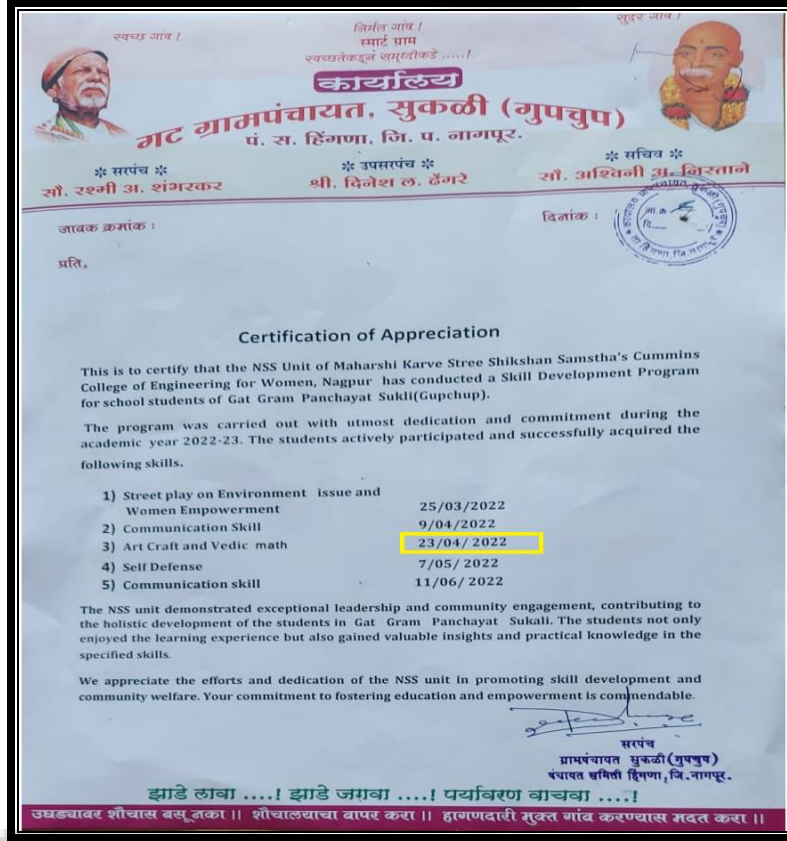 स्वच्छ गांव !
निर्मल गांव !
सुंदर गांव !
स्मार्ट ग्राम
स्वच्छतेकडून समृध्दीकडे .....!
कार्यालय
गट ग्रामपंचायत, सुकळी (गुपचुप)
पं. स. हिंगणा, जि. प. नागपूर.
सरपंच
सौ. रश्मी अ. शंभरकर
उपसरपंच
श्री. दिनेश ल. ढेंगरे
सचिव
सौ. अश्विनी अ. निस्ताने
जावक क्रमांक :
दिनांक :
प्रति,
Certification of Appreciation
This is to certify that the NSS Unit of Maharshi Karve Stree Shikshan Samstha's Cummins
College of Engineering for Women, Nagpur has conducted a Skill Development Program
for school students of Gat Gram Panchayat Sukli(Gupchup).
The program was carried out with utmost dedication and commitment during the
academic year 2022-23. The students actively participated and successfully acquired the
following skills.
1) Street play on Environment issue and
Women Empowerment 25/03/2022
2) Communication Skill 9/04/2022
3) Art Craft and Vedic math 23/04/ 2022
4) Self Defense 7/05/ 2022
5) Communication skill 11/06/ 2022
The NSS unit demonstrated exceptional leadership and community engagement, contributing to
the holistic development of the students in Gat Gram Panchayat Sukali. The students not only
enjoyed the learning experience but also gained valuable insights and practical knowledge in the
specified skills.
We appreciate the efforts and dedication of the NSS unit in promoting skill development and
community welfare. Your commitment to fostering education and empowerment is commendable.
सरपंच
ग्रामपंचायत सुकळी(गुपचुप)
पंचायत समिती हिंगणा,जि.नागपूर.
झाडे लावा ....! झाडे जगवा ....! पर्यावरण वाचवा ....!
उघड्यावर शौचास बसू नका || शौचालयाचा वापर करा || हागणदारी मुक्त गांव करण्यास मदत करा ||